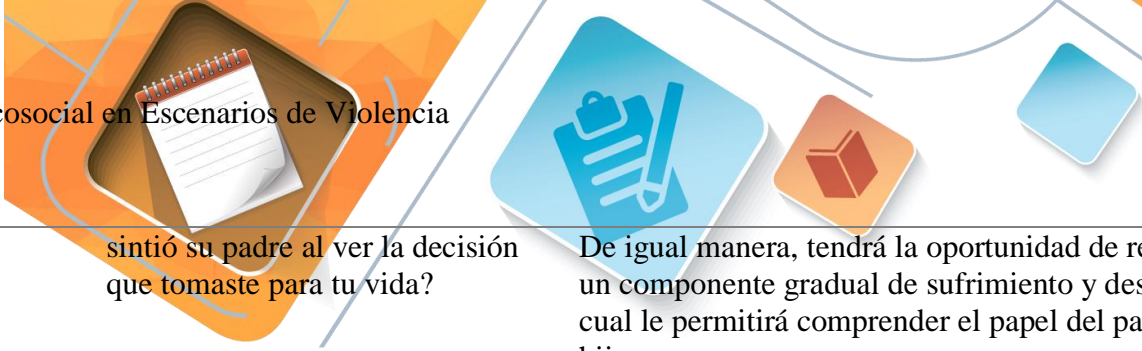 cosocial en Escenarios de Violencia
sintió su padre al ver la decisión
que tomaste para tu vida?
De igual manera, tendrá la oportunidad de re
un componente gradual de sufrimiento y des
cual le permitirá comprender el papel del pa